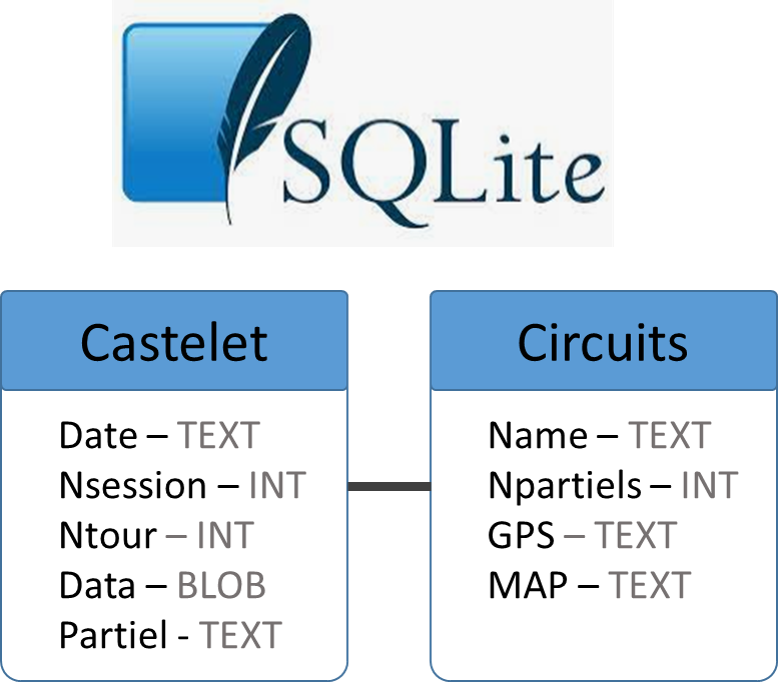 SQLite
Castelet
Date – TEXT
Nsession – INT
Ntour – INT
Data – BLOB
Partiel - TEXT
Circuits
Name – TEXT
Npartiels – INT
GPS – TEXT
MAP – TEXT